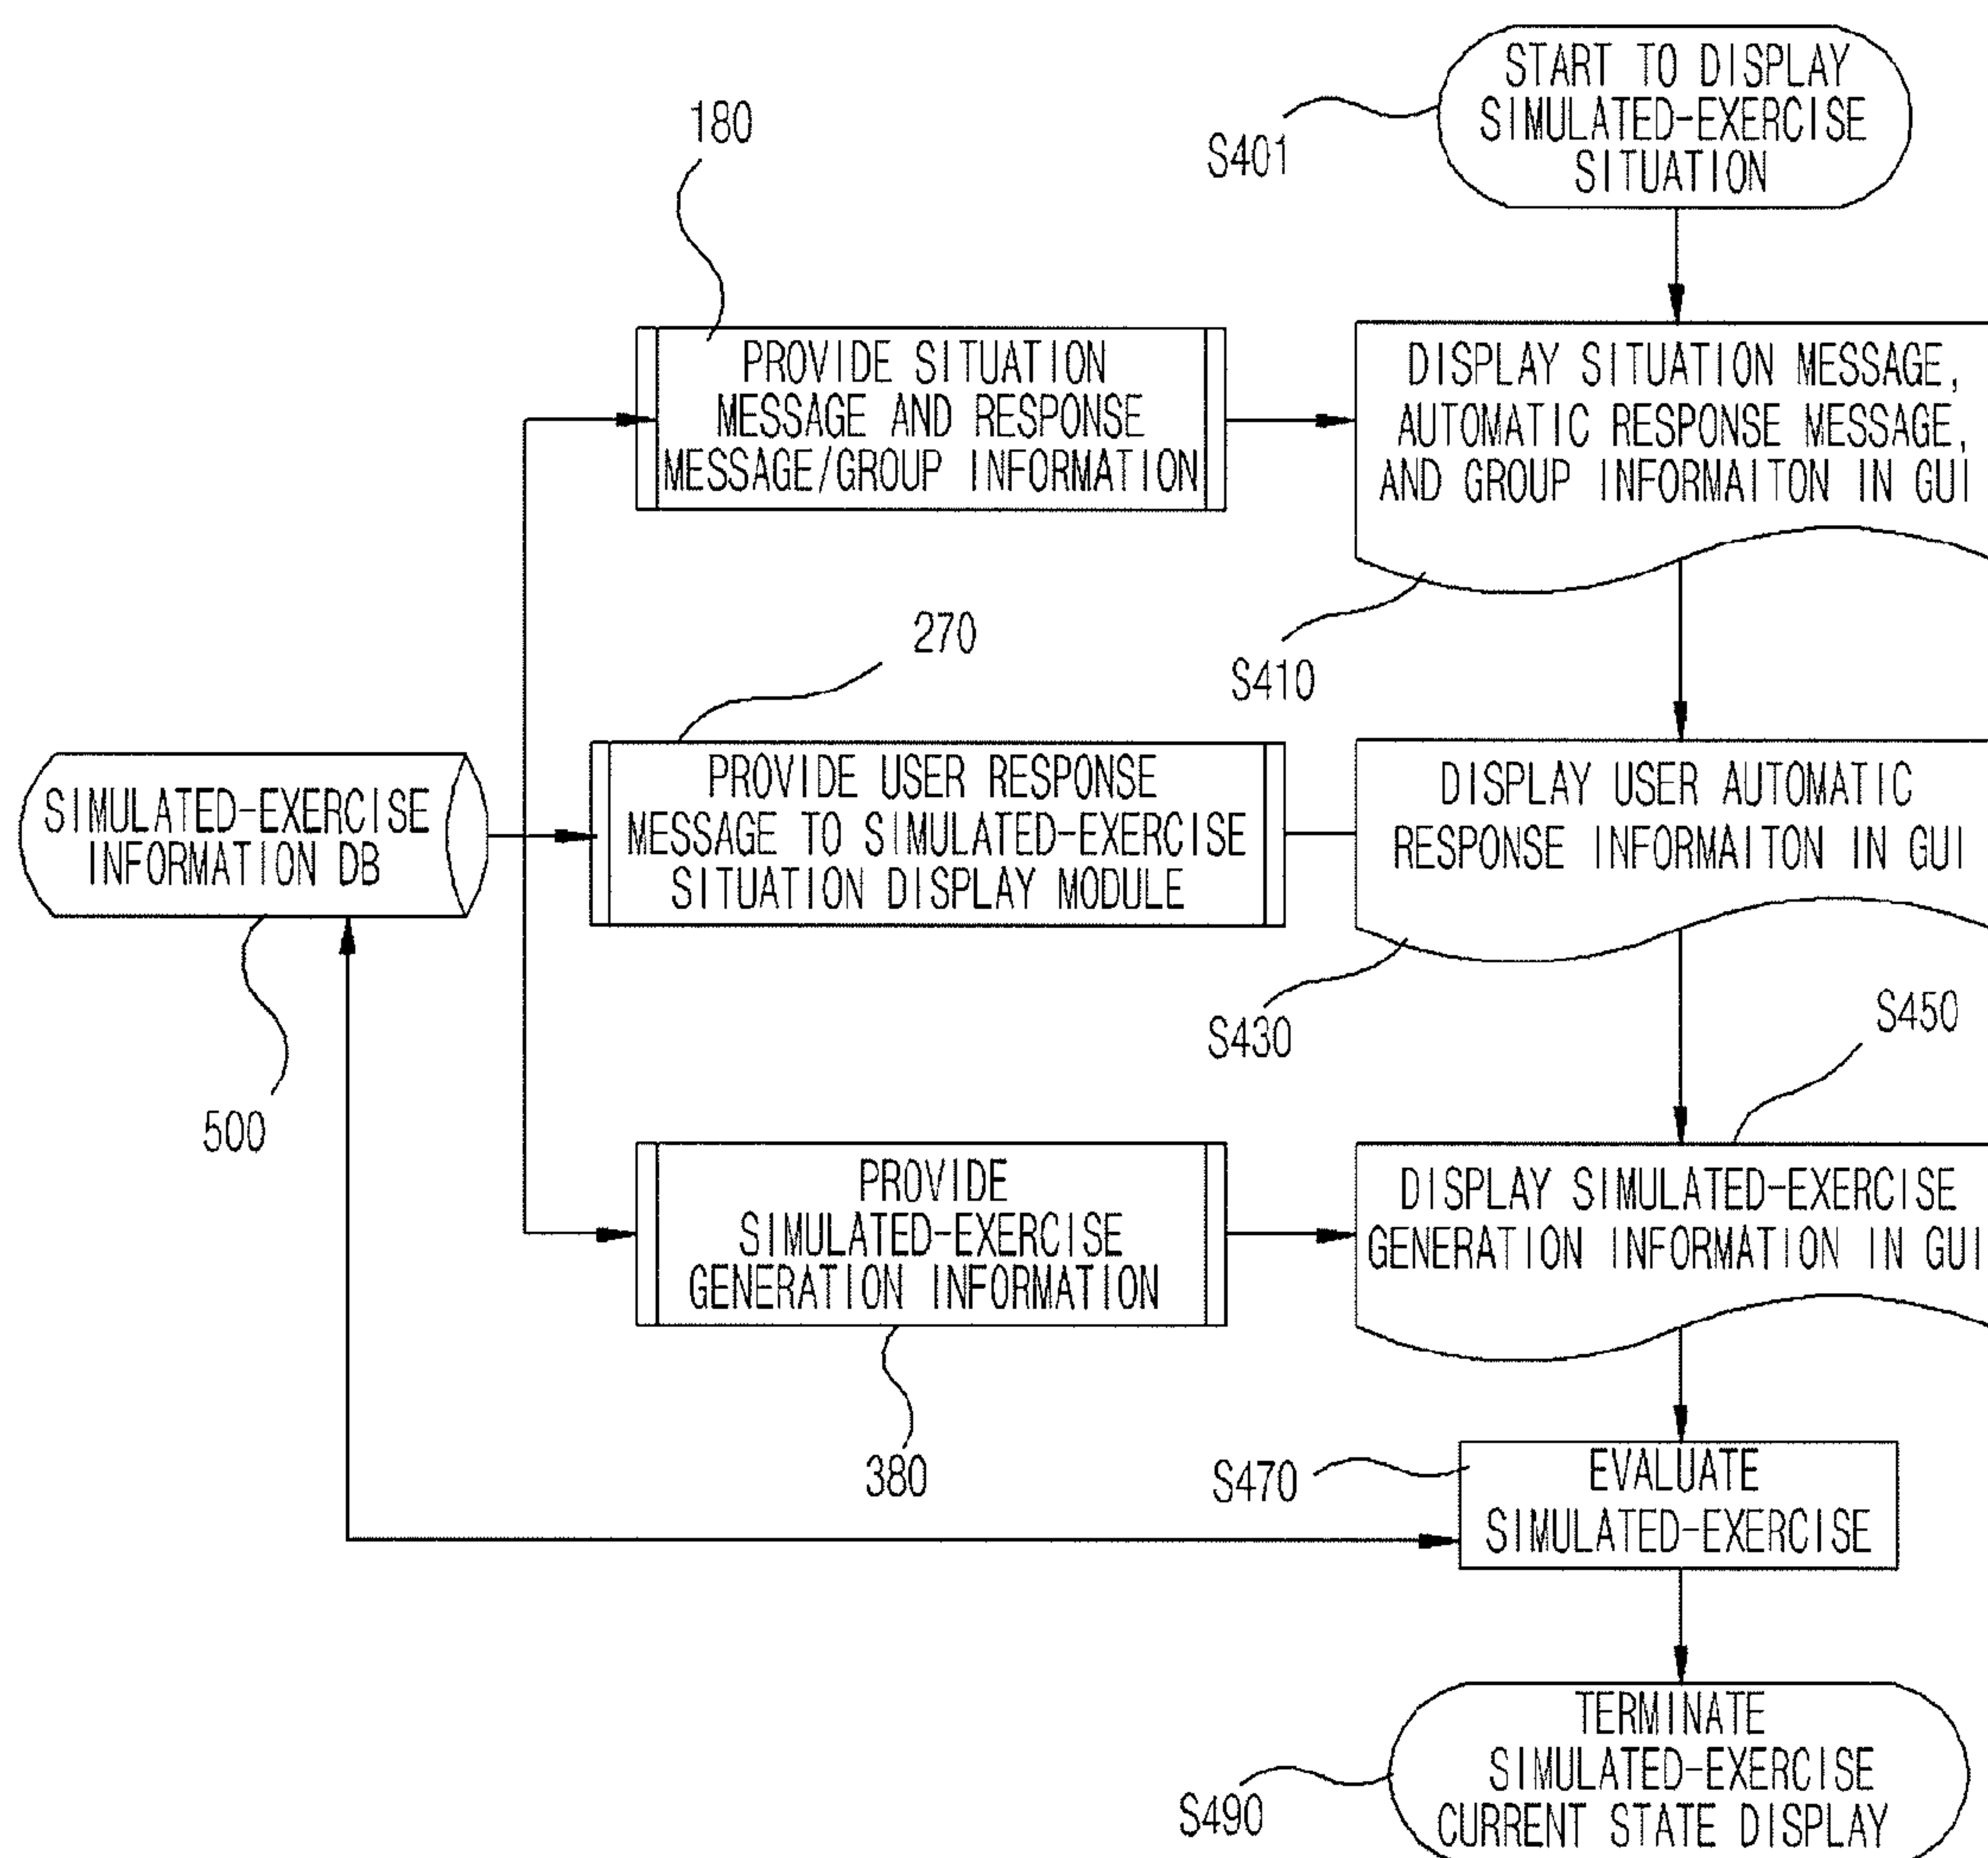 START TO DISPLAY
SIMULATED-EXERCISE
SITUATION
S401
180
PROVIDE SITUATION
MESSAGE AND RESPONSE
MESSAGE/GROUP INFORMATION
DISPLAY SITUATION MESSAGE,
AUTOMATIC RESPONSE MESSAGE,
AND GROUP INFORMAITON IN GUI
S410
270
SIMULATED-EXERCISE
INFORMATION DB
500
PROVIDE USER RESPONSE
MESSAGE TO SIMULATED-EXERCISE
SITUATION DISPLAY MODULE
DISPLAY USER AUTOMATIC
RESPONSE INFORMAITON IN GUI
S430
S450
PROVIDE
SIMULATED-EXERCISE
GENERATION INFORMATION
380
DISPLAY SIMULATED-EXERCISE
GENERATION INFORMATION IN GUI
S470
EVALUATE
SIMULATED-EXERCISE
S490
TERMINATE
SIMULATED-EXERCISE
CURRENT STATE DISPLAY